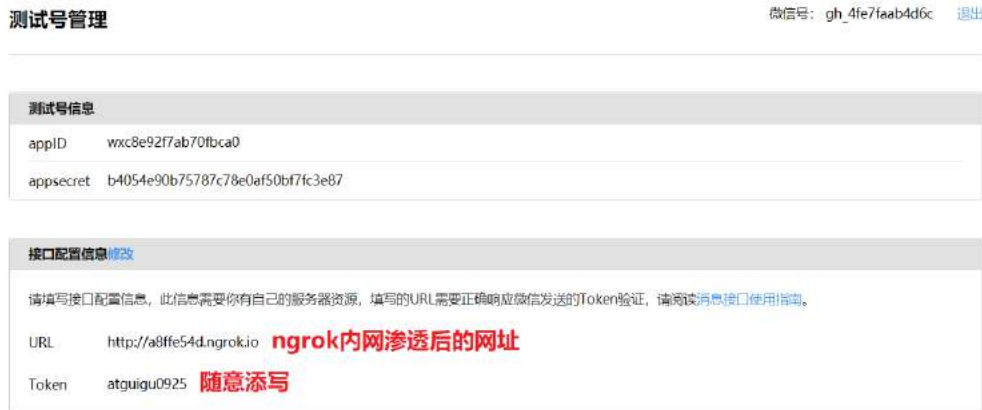 测试号管理
微信号： gh_4fe7faab4d6c 退出
测试号信息
appID wxc8e92f7ab70fbca0
appsecret b4054e90b75787c78e0af50bf7fc3e87
接口配置信息修改
请填写接口配置信息，此信息需要你有自己的服务器资源，填写的URL需要正确响应微信发送的Token验证，请阅读消息接口使用指南。
URL http://a8ffe54d.ngrok.io ngrok内网渗透后的网址
Token atguigu0925 随意添写